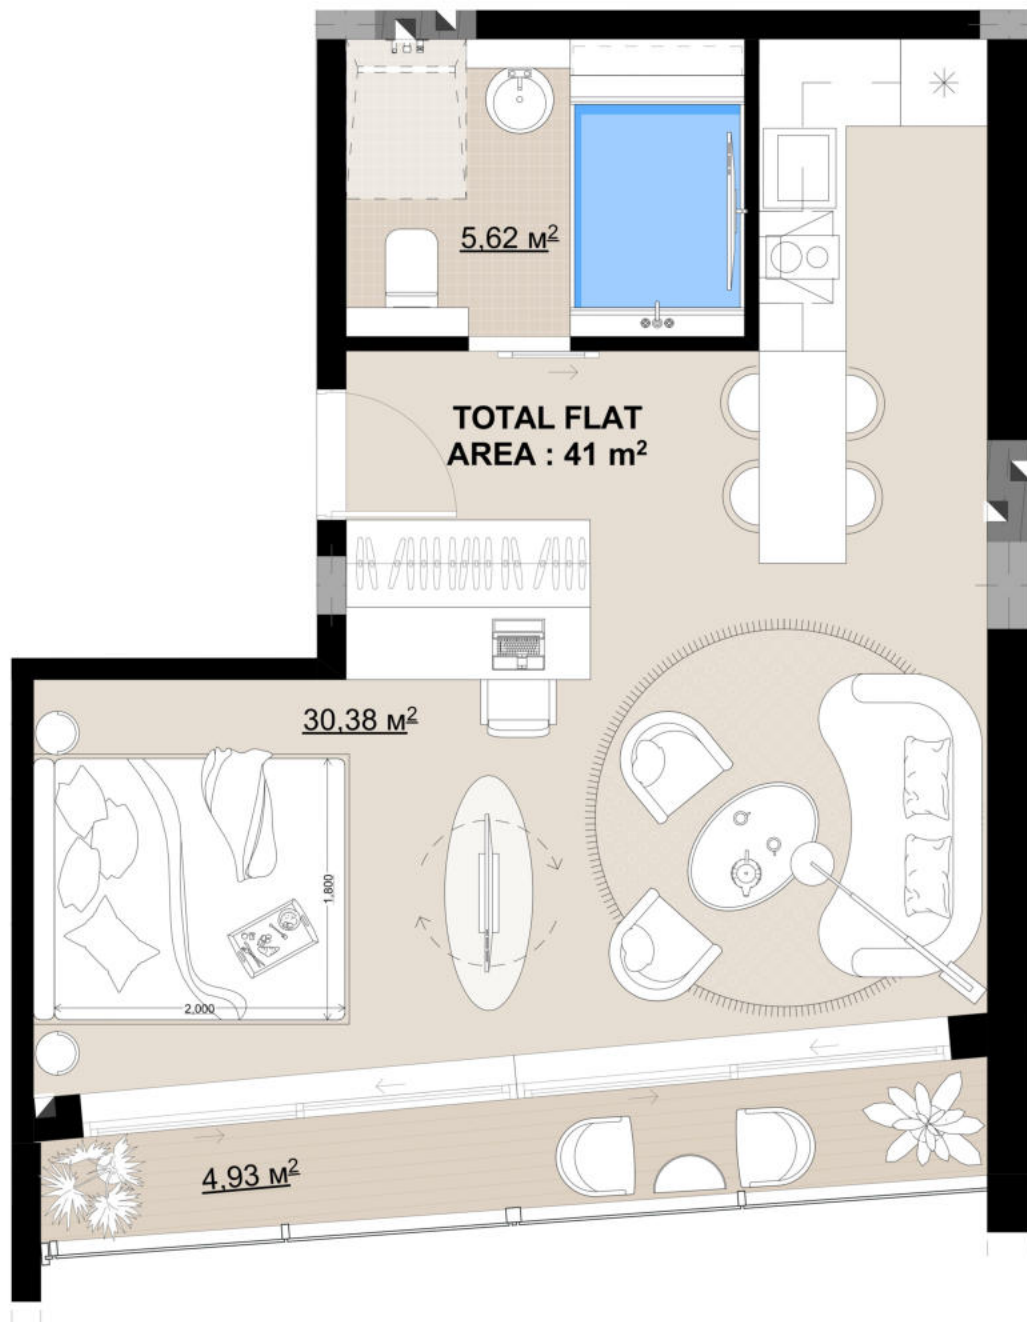 5,62 м²
TOTAL FLAT
AREA : 41 m²
30,38 м²
1,800
2,000
4,93 м²